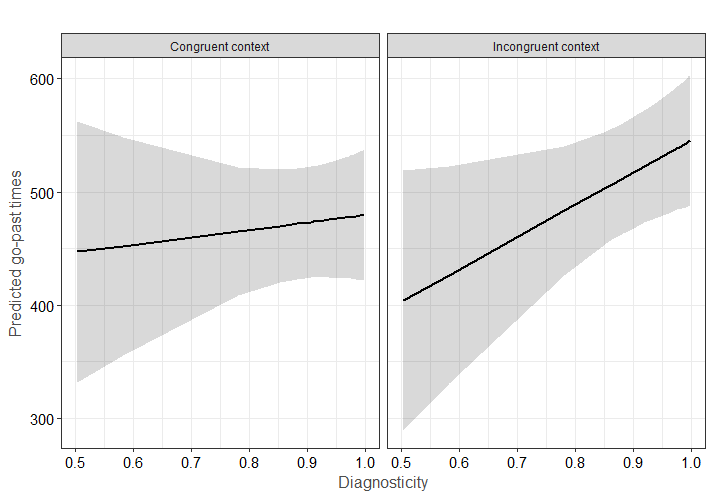 Congruent context
Incongruent context
Predicted go-past times
600
500
400
300
0.5 0.6 0.7 0.8 0.9 1.0
0.5 0.6 0.7 0.8 0.9 1.0
Diagnosticity